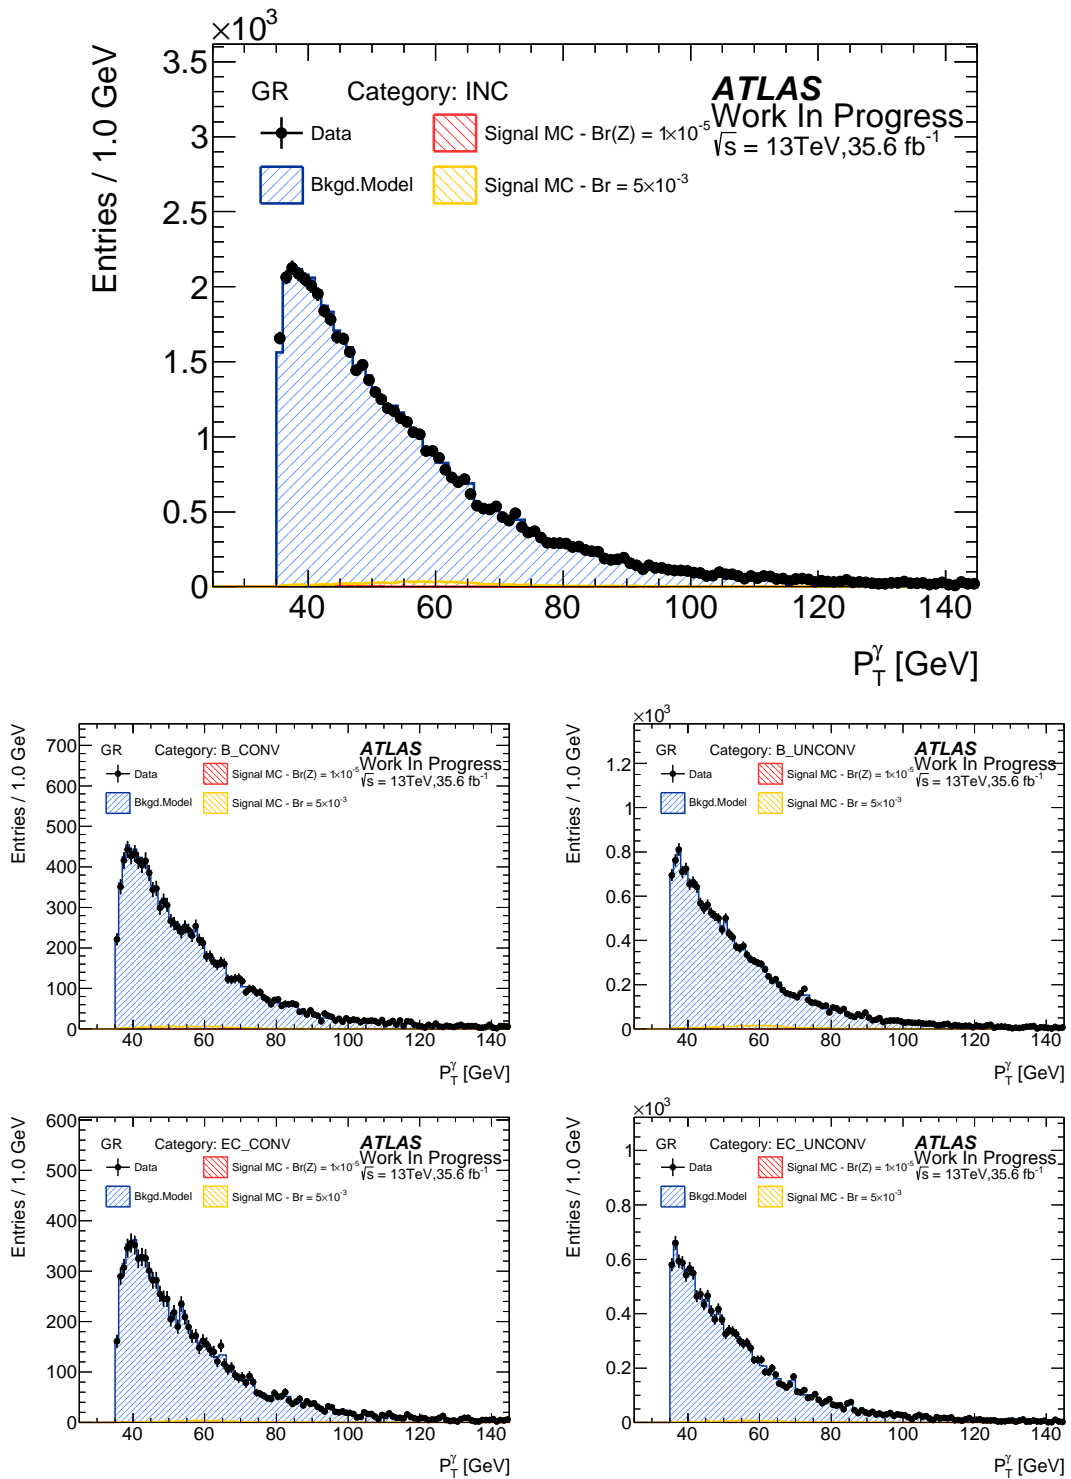 ×10³
Entries / 1.0 GeV
GR Category: INC
ATLAS
Work In Progress
√s = 13TeV,35.6 fb⁻¹
Data
Signal MC - Br(Z) = 1×10⁻⁵
Bkgd.Model
Signal MC - Br = 5×10⁻³
3.5
3
2.5
2
1.5
1
0.5
0
40 60 80 100 120 140
P_T^γ [GeV]
Entries / 1.0 GeV
GR Category: B_CONV
ATLAS
Work In Progress
√s = 13TeV,35.6 fb⁻¹
Data
Signal MC - Br(Z) = 1×10⁻⁵
Bkgd.Model
Signal MC - Br = 5×10⁻³
700
600
500
400
300
200
100
0
40 60 80 100 120 140
P_T^γ [GeV]
×10³
Entries / 1.0 GeV
GR Category: B_UNCONV
ATLAS
Work In Progress
√s = 13TeV,35.6 fb⁻¹
Data
Signal MC - Br(Z) = 1×10⁻⁵
Bkgd.Model
Signal MC - Br = 5×10⁻³
1.2
1
0.8
0.6
0.4
0.2
0
40 60 80 100 120 140
P_T^γ [GeV]
Entries / 1.0 GeV
GR Category: EC_CONV
ATLAS
Work In Progress
√s = 13TeV,35.6 fb⁻¹
Data
Signal MC - Br(Z) = 1×10⁻⁵
Bkgd.Model
Signal MC - Br = 5×10⁻³
600
500
400
300
200
100
0
40 60 80 100 120 140
P_T^γ [GeV]
×10³
Entries / 1.0 GeV
GR Category: EC_UNCONV
ATLAS
Work In Progress
√s = 13TeV,35.6 fb⁻¹
Data
Signal MC - Br(Z) = 1×10⁻⁵
Bkgd.Model
Signal MC - Br = 5×10⁻³
1
0.8
0.6
0.4
0.2
0
40 60 80 100 120 140
P_T^γ [GeV]